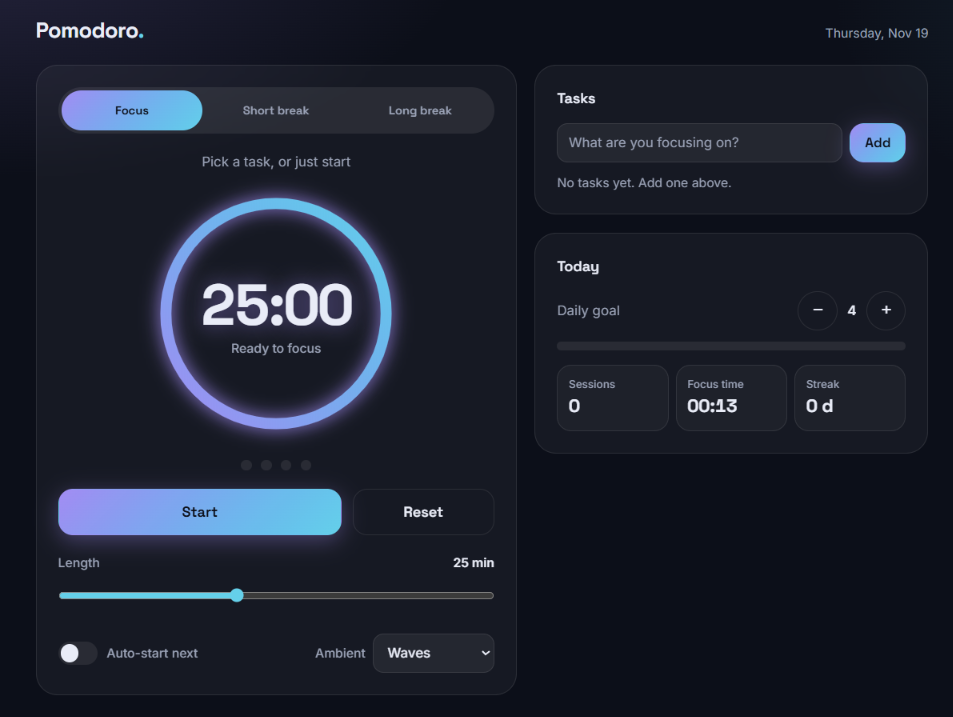 Pomodoro.
Thursday, Nov 19
Focus
Short break
Long break
Pick a task, or just start
25:00
Ready to focus
Start
Reset
Length
25 min
Auto-start next
Ambient
Waves
Tasks
What are you focusing on?
Add
No tasks yet. Add one above.
Today
Daily goal
− 4 +
Sessions
0
Focus time
00:13
Streak
0 d